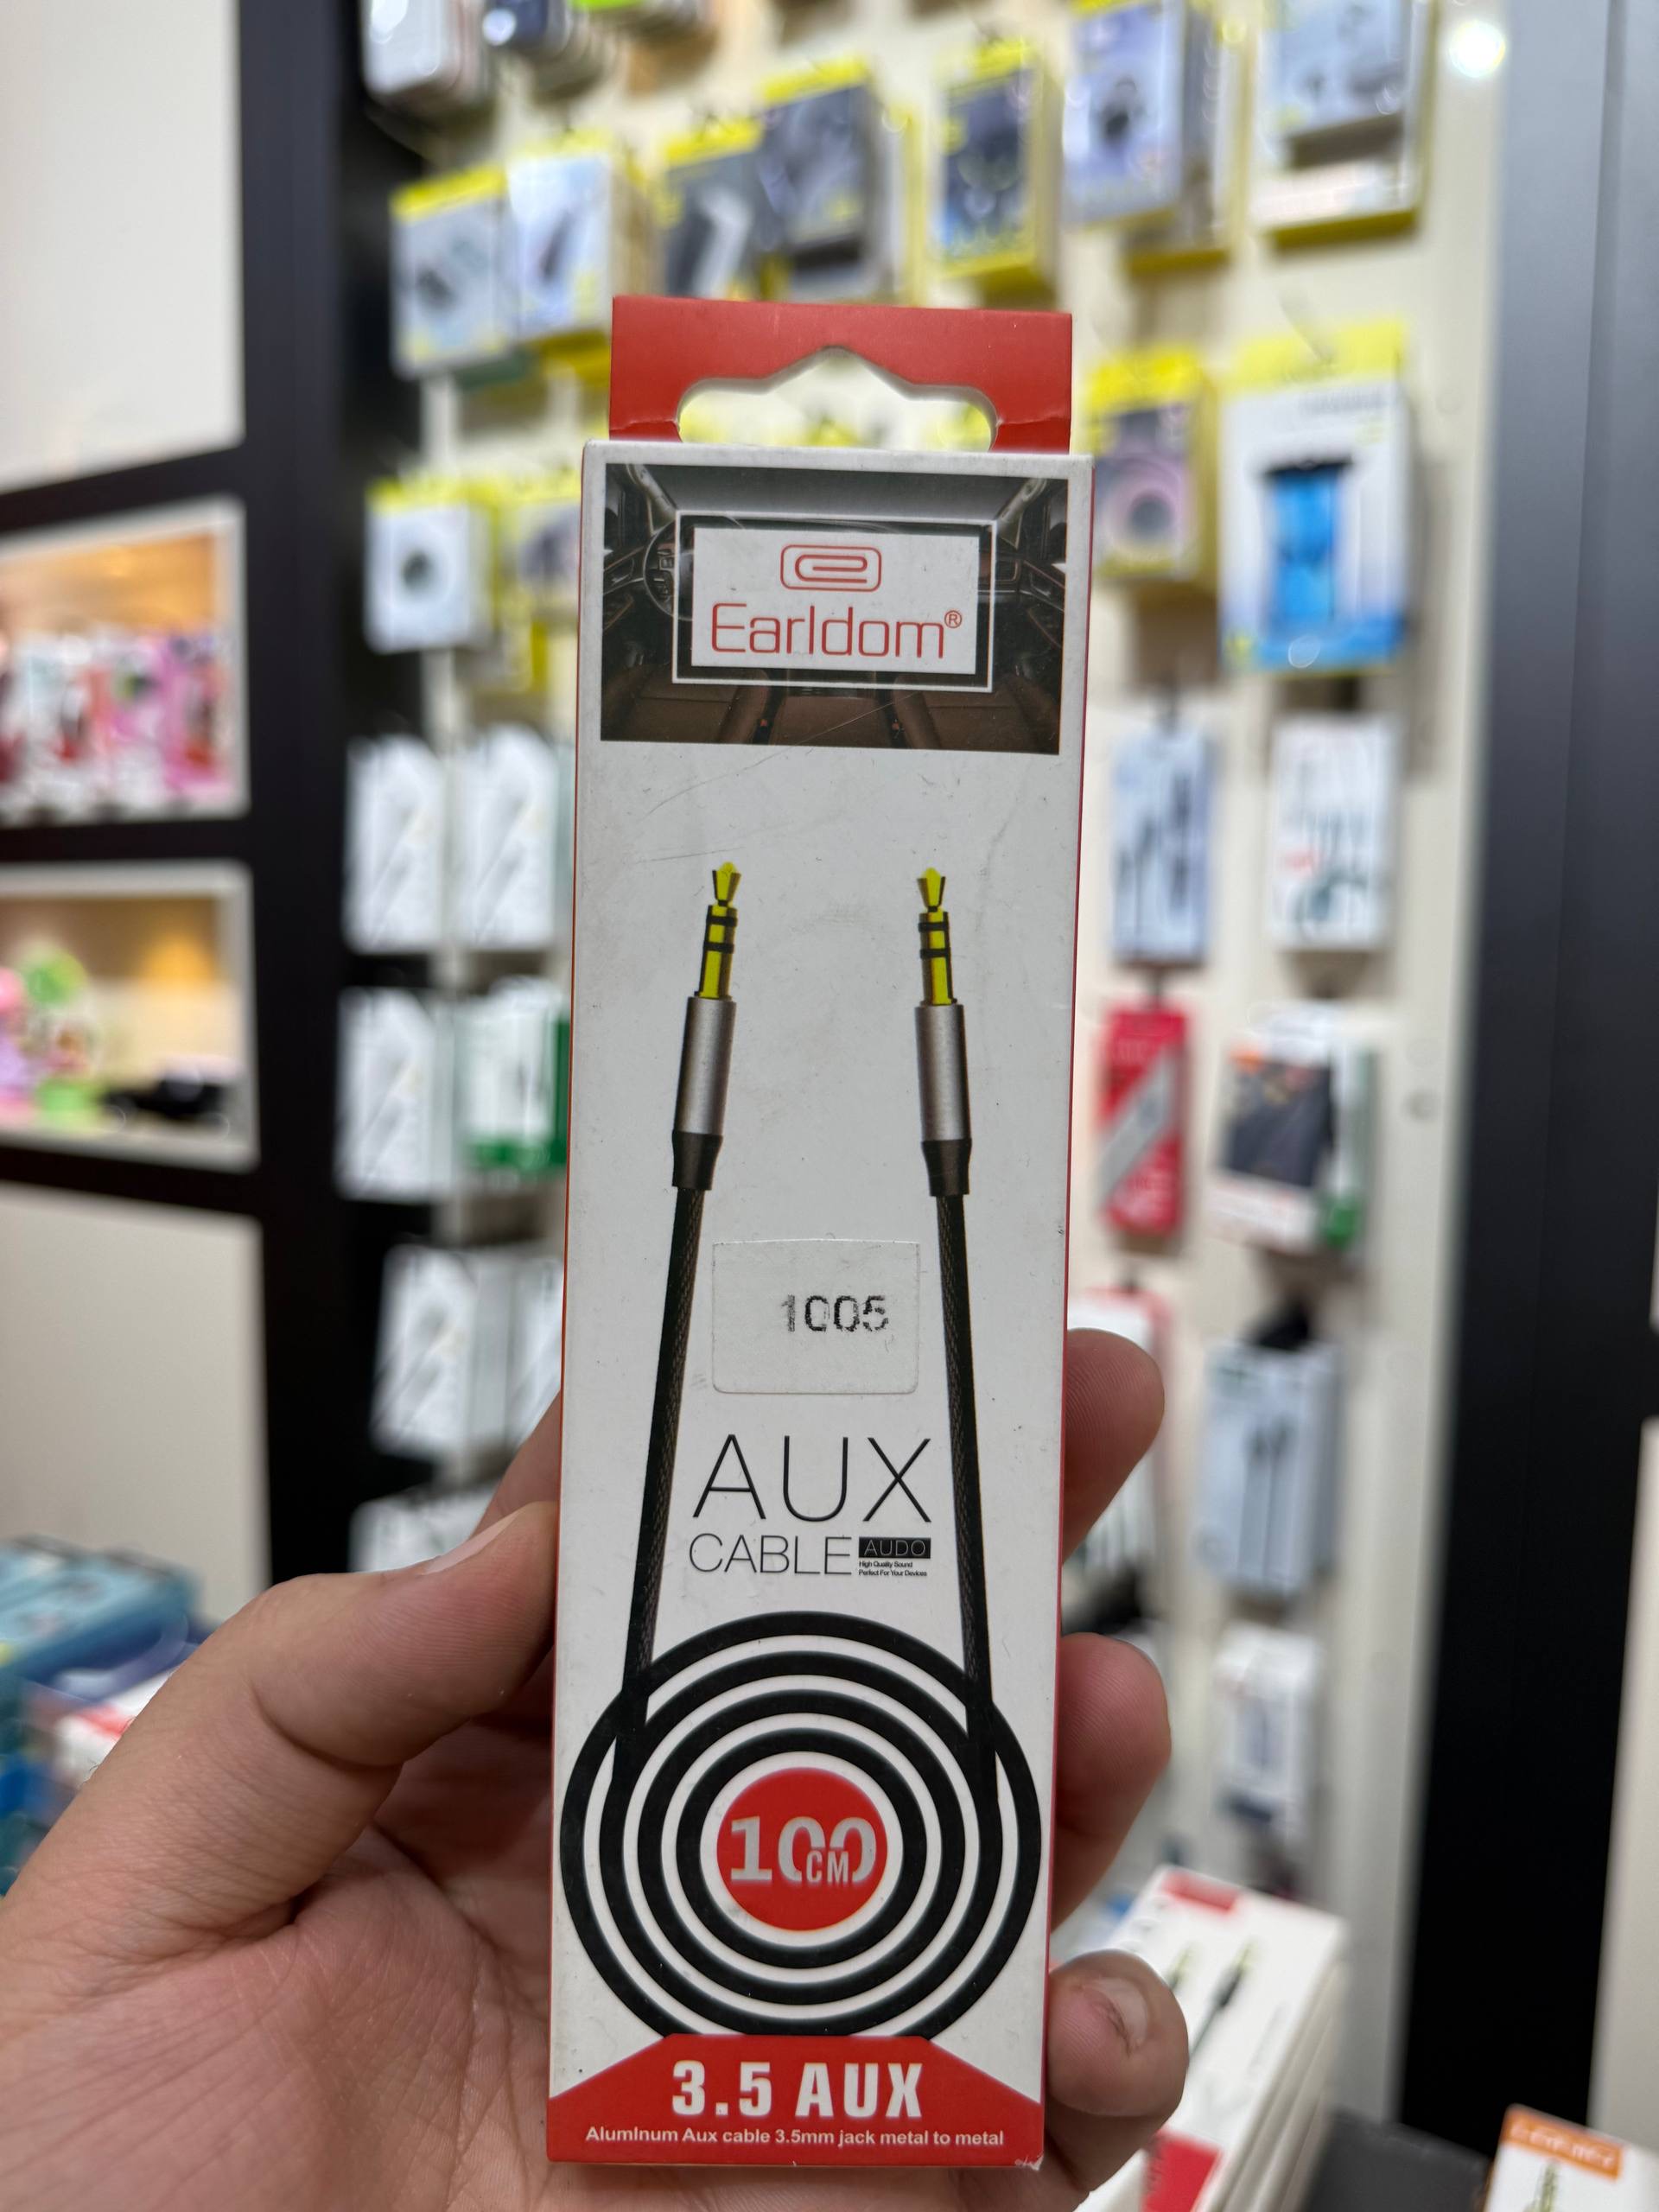 Earldom®
1005
AUX
CABLE AUDO
High Quality Sound
Perfect For Your Devices
100
CM
3.5 AUX
Aluminum Aux cable 3.5mm jack metal to metal